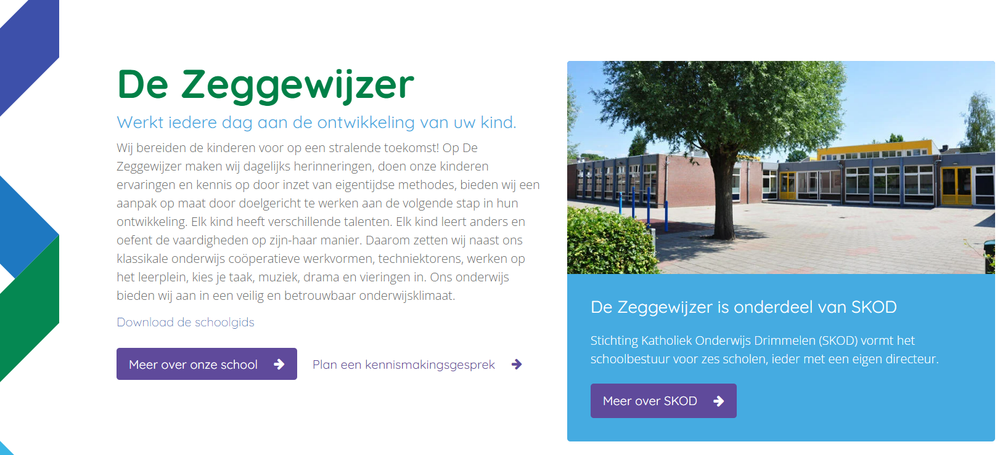 De Zeggewijzer
Werkt iedere dag aan de ontwikkeling van uw kind.
Wij bereiden de kinderen voor op een stralende toekomst! Op De
Zeggewijzer maken wij dagelijks herinneringen, doen onze kinderen
ervaringen en kennis op door inzet van eigentijdse methodes, bieden wij een
aanpak op maat door doelgericht te werken aan de volgende stap in hun
ontwikkeling. Elk kind heeft verschillende talenten. Elk kind leert anders en
oefent de vaardigheden op zijn-haar manier. Daarom zetten wij naast ons
klassikale onderwijs coöperatieve werkvormen, techniektorens, werken op
het leerplein, kies je taak, muziek, drama en vieringen in. Ons onderwijs
bieden wij aan in een veilig en betrouwbaar onderwijsklimaat.
Download de schoolgids
Meer over onze school
Plan een kennismakingsgesprek
De Zeggewijzer is onderdeel van SKOD
Stichting Katholiek Onderwijs Drimmelen (SKOD) vormt het
schoolbestuur voor zes scholen, ieder met een eigen directeur.
Meer over SKOD